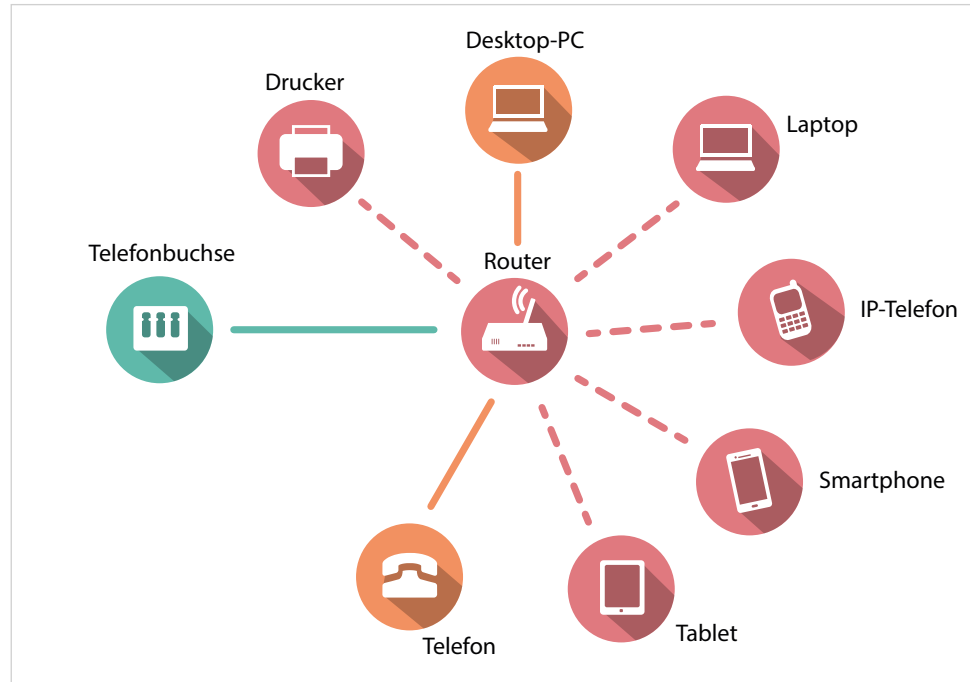 Desktop-PC
Drucker
Laptop
Telefonbuchse
Router
IP-Telefon
Smartphone
Tablet
Telefon